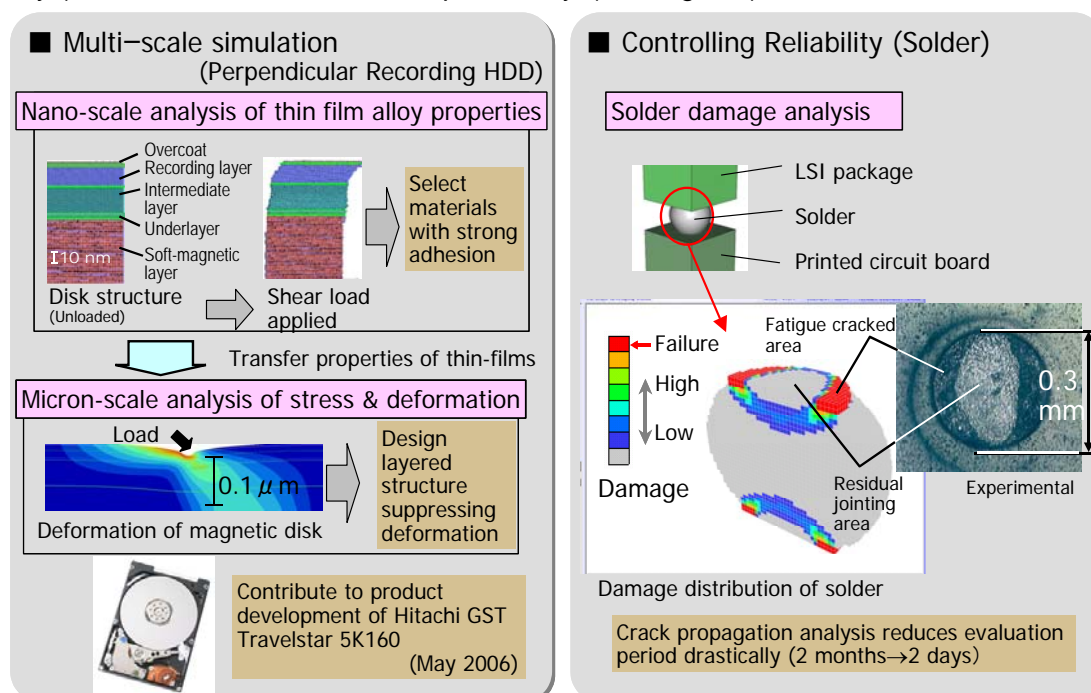 ■ Multi−scale simulation
(Perpendicular Recording HDD)
Nano-scale analysis of thin film alloy properties
Overcoat
Recording layer
Intermediate
layer
Underlayer
Soft-magnetic
layer
10 nm
Disk structure
(Unloaded)
Shear load
applied
Select
materials
with strong
adhesion
Transfer properties of thin-films
Micron-scale analysis of stress & deformation
Load
0.1μm
Deformation of magnetic disk
Design
layered
structure
suppressing
deformation
Contribute to product
development of Hitachi GST
Travelstar 5K160
(May 2006)
■ Controlling Reliability (Solder)
Solder damage analysis
LSI package
Solder
Printed circuit board
Failure
High
Low
Damage
Fatigue cracked
area
Residual
jointing
area
0.3
mm
Experimental
Damage distribution of solder
Crack propagation analysis reduces evaluation
period drastically (2 months→2 days)